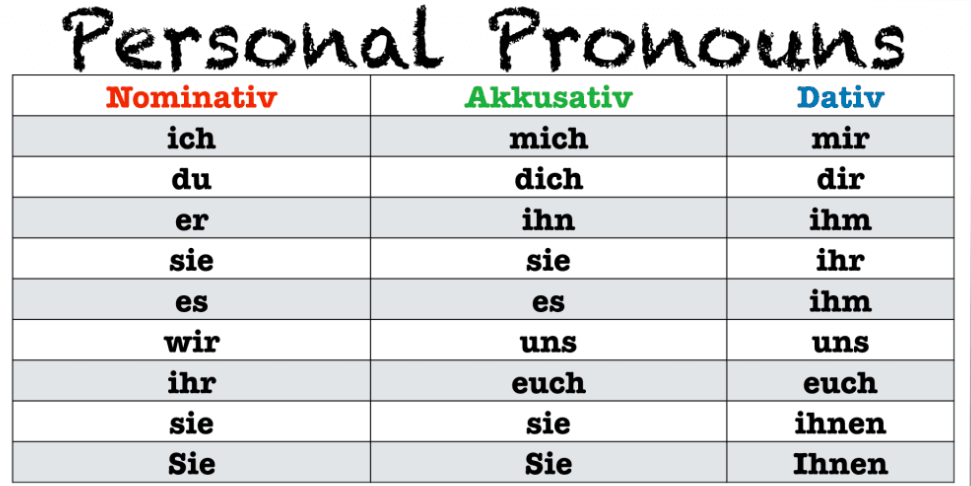 Personal Pronouns
Nominativ Akkusativ Dativ
ich mich mir
du dich dir
er ihn ihm
sie sie ihr
es es ihm
wir uns uns
ihr euch euch
sie sie ihnen
Sie Sie Ihnen